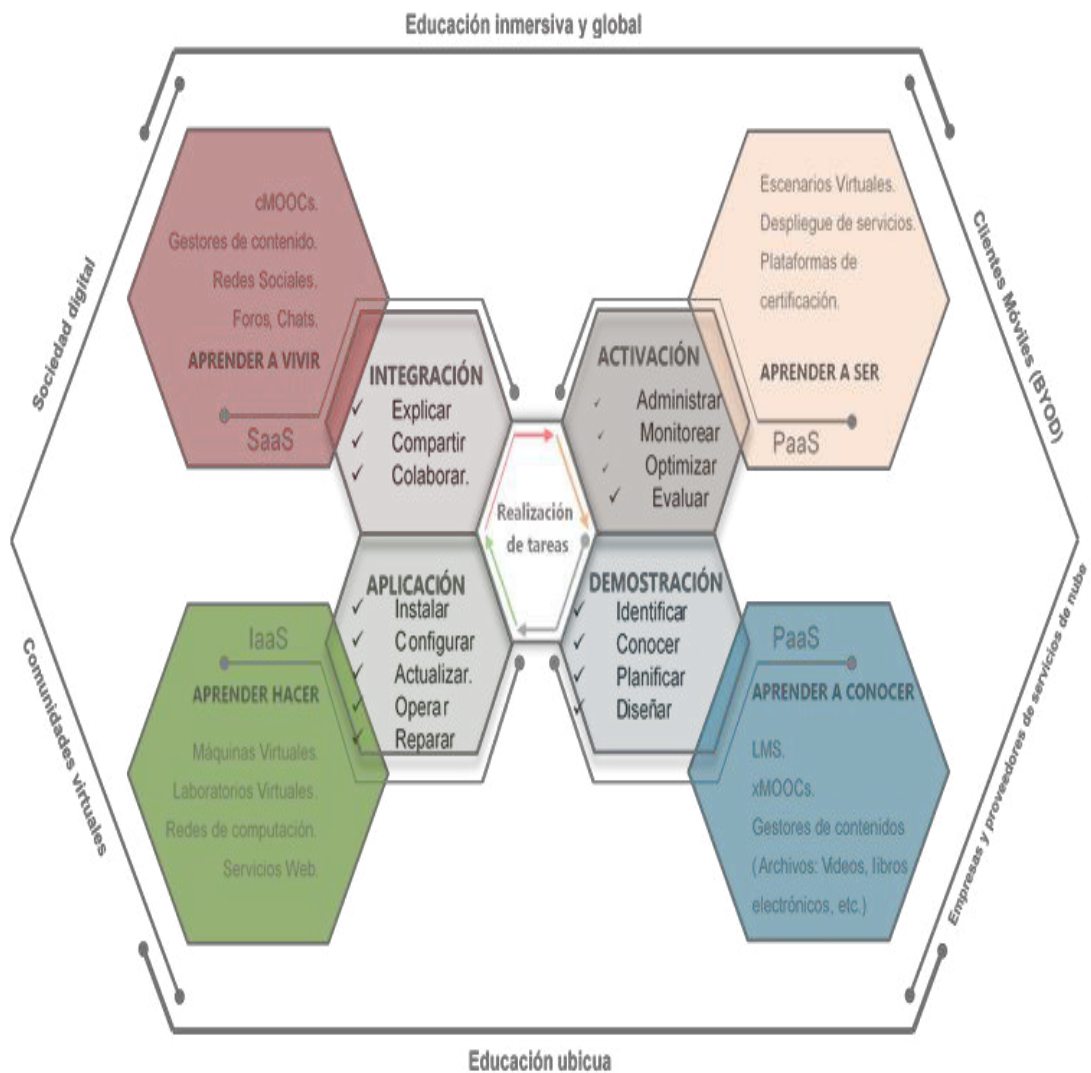 Educación inmersiva y global
Sociedad digital
Clientes Móviles (BYOD)
cMOOCs.
Gestores de contenido.
Redes Sociales.
Foros, Chats.
APRENDER A VIVIR
SaaS
INTEGRACIÓN
✓ Explicar
✓ Compartir
✓ Colaborar.
ACTIVACIÓN
✓ Administrar
✓ Monitorear
✓ Optimizar
✓ Evaluar
Escenarios Virtuales.
Despliegue de servicios.
Plataformas de
certificación.
APRENDER A SER
PaaS
Realización
de tareas
APLICACIÓN
✓ Instalar
✓ Configurar
✓ Actualizar.
✓ Operar
✓ Reparar
DEMOSTRACIÓN
✓ Identificar
✓ Conocer
✓ Planificar
✓ Diseñar
IaaS
APRENDER HACER
Máquinas Virtuales.
Laboratorios Virtuales.
Redes de computación.
Servicios Web.
PaaS
APRENDER A CONOCER
LMS.
xMOOCs.
Gestores de contenidos
(Archivos: Videos, libros
electrónicos, etc.)
Comunidades virtuales
Empresas y proveedores de servicios de nube
Educación ubicua